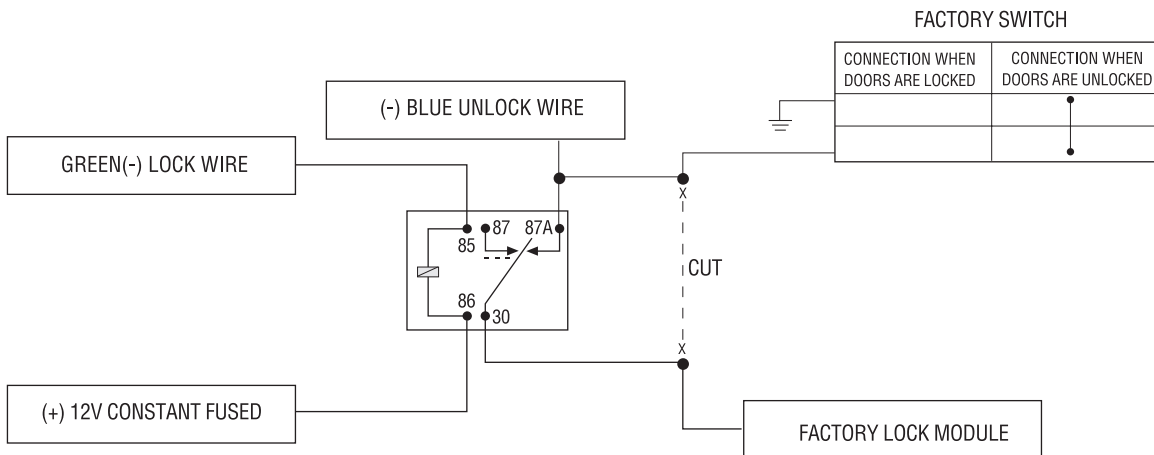 FACTORY SWITCH
CONNECTION WHEN
DOORS ARE LOCKED
CONNECTION WHEN
DOORS ARE UNLOCKED
(-) BLUE UNLOCK WIRE
GREEN(-) LOCK WIRE
87
87A
85
CUT
86
30
X
X
(+) 12V CONSTANT FUSED
FACTORY LOCK MODULE